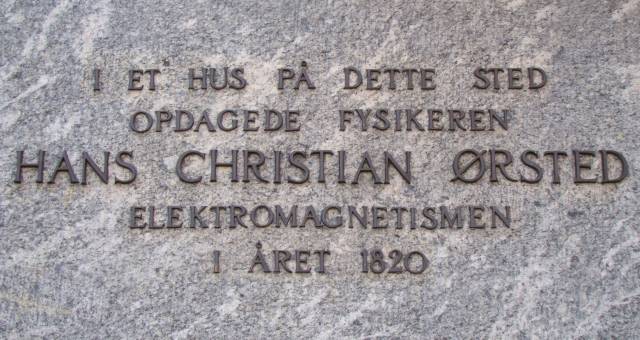 I ET HUS PÅ DETTE STED
OPDAGEDE FYSIKEREN
HANS CHRISTIAN ØRSTED
ELEKTROMAGNETISMEN
I ÅRET 1820